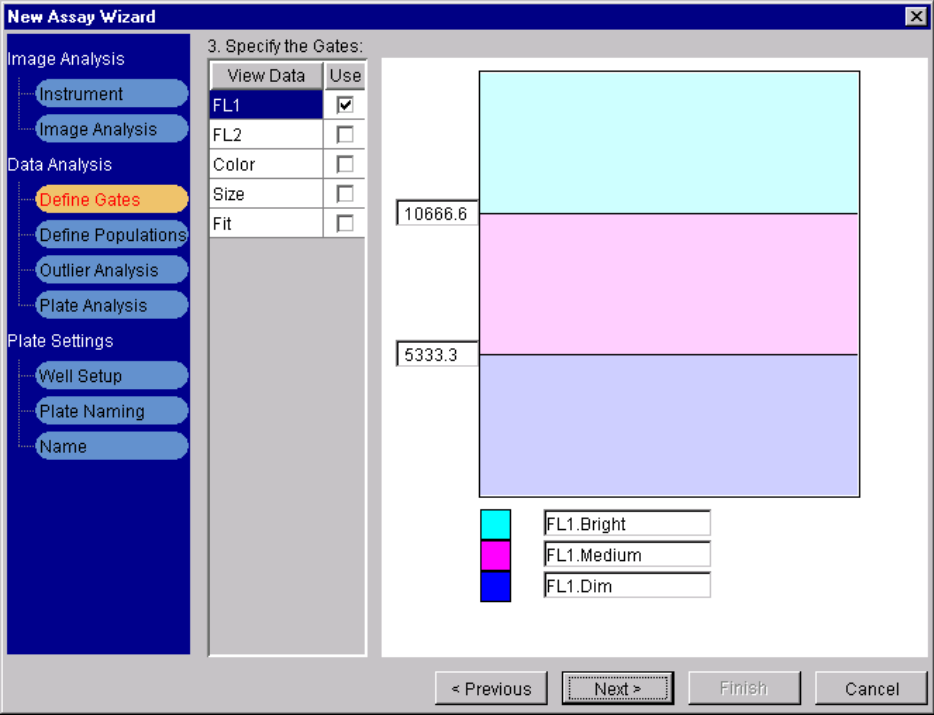 New Assay Wizard
Image Analysis
Instrument
Image Analysis
Data Analysis
Define Gates
Define Populations
Outlier Analysis
Plate Analysis
Plate Settings
Well Setup
Plate Naming
Name
3. Specify the Gates:
View Data Use
FL1
FL2
Color
Size
Fit
10666.6
5333.3
FL1.Bright
FL1.Medium
FL1.Dim
< Previous Next > Finish Cancel